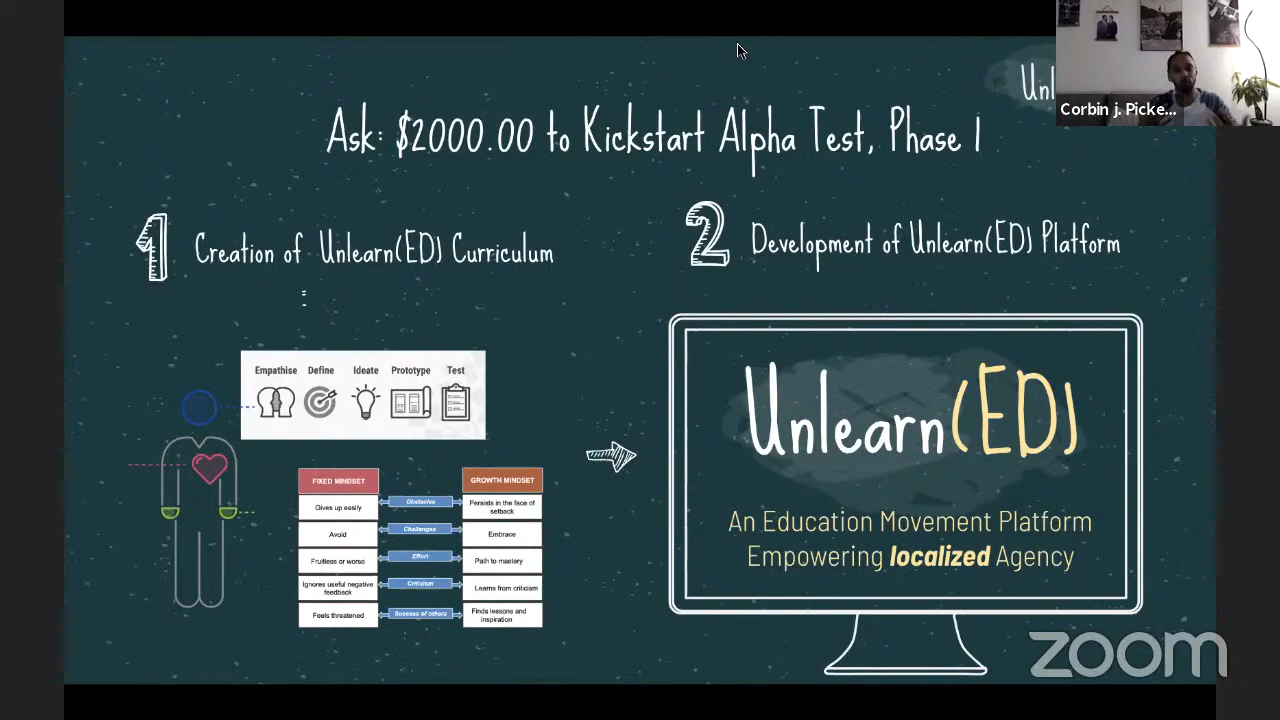 Unl
Corbin j. Picke...
Ask: $2000.00 to Kickstart Alpha Test, Phase 1
1 Creation of Unlearn(ED) Curriculum
:
2 Development of Unlearn(ED) Platform
Empathise Define Ideate Prototype Test
FIXED MINDSET GROWTH MINDSET
Gives up easily Obstacles Persists in the face of
setback
Avoid Challenges Embrace
Fruitless or worse Effort Path to mastery
Ignores useful negative
feedback Criticism Learns from criticism
Feels threatened Success of others Finds lessons and
inspiration
Unlearn(ED)
An Education Movement Platform
Empowering localized Agency
zoom